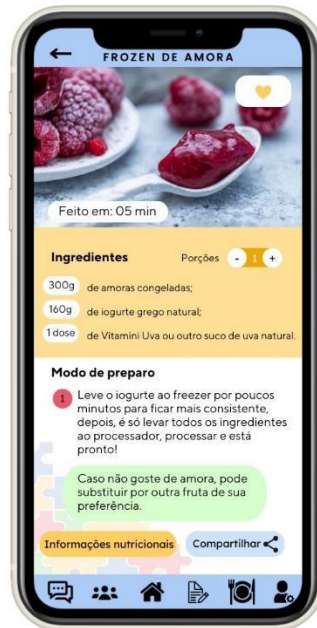 FROZEN DE AMORA
Feito em: 05 min
Ingredientes
Porções - 1 +
300g de amoras congeladas;
160g de iogurte grego natural;
1 dose de Vitamini Uva ou outro suco de uva natural.
Modo de preparo
1 Leve o iogurte ao freezer por poucos
minutos para ficar mais consistente,
depois, é só levar todos os ingredientes
ao processador, processar e está
pronto!
Caso não goste de amora, pode
substituir por outra fruta de sua
preferência.
Informações nutricionais
Compartilhar